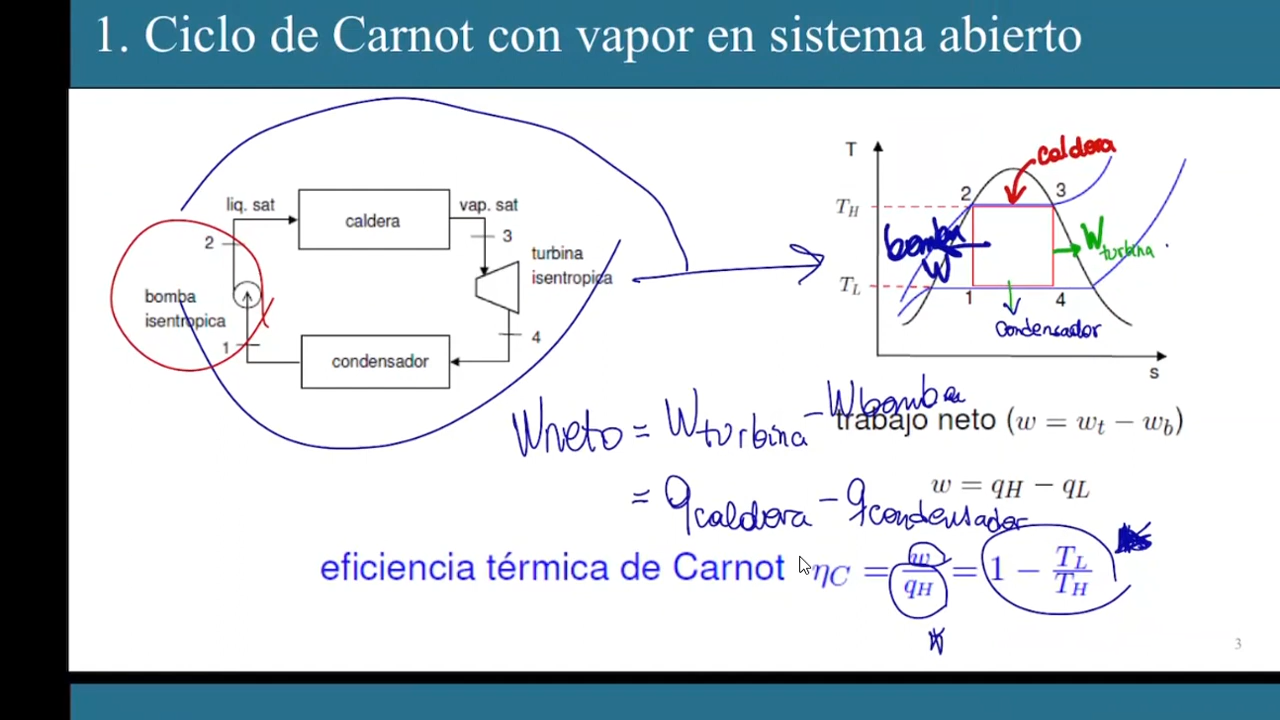 1. Ciclo de Carnot con vapor en sistema abierto
liq. sat
caldera
vap. sat
2
3
turbina
isentropica
bomba
isentropica
1
condensador
4
T
caldera
2
3
T_H
bomba
W
W turbina
T_L
1
4
condensador
s
Wneto = Wturbina - Wbomba
trabajo neto (w = w_t − w_b)
= qcaldera - qcondensador
w = q_H − q_L
eficiencia térmica de Carnot η_C = w/q_H = 1 − T_L/T_H
3